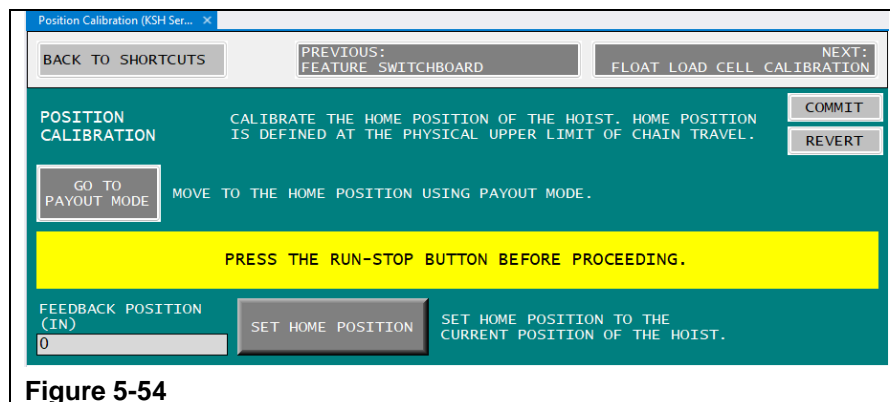 Position Calibration (KSH Ser... ×
BACK TO SHORTCUTS
PREVIOUS:
FEATURE SWITCHBOARD
NEXT:
FLOAT LOAD CELL CALIBRATION
POSITION
CALIBRATION
CALIBRATE THE HOME POSITION OF THE HOIST. HOME POSITION
IS DEFINED AT THE PHYSICAL UPPER LIMIT OF CHAIN TRAVEL.
COMMIT
REVERT
GO TO
PAYOUT MODE
MOVE TO THE HOME POSITION USING PAYOUT MODE.
PRESS THE RUN-STOP BUTTON BEFORE PROCEEDING.
FEEDBACK POSITION
(IN)
0
SET HOME POSITION
SET HOME POSITION TO THE
CURRENT POSITION OF THE HOIST.
Figure 5-54